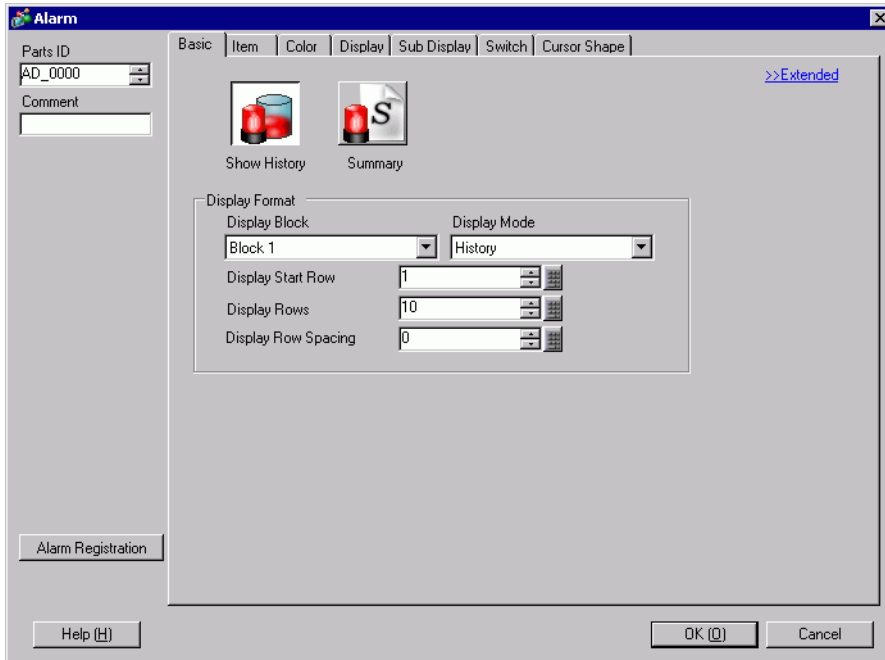 Alarm
Parts ID
AD_0000
Comment
Basic Item Color Display Sub Display Switch Cursor Shape
>>Extended
S
Show History Summary
Display Format
Display Block Display Mode
Block 1 History
Display Start Row 1
Display Rows 10
Display Row Spacing 0
Alarm Registration
Help (H) OK (O) Cancel